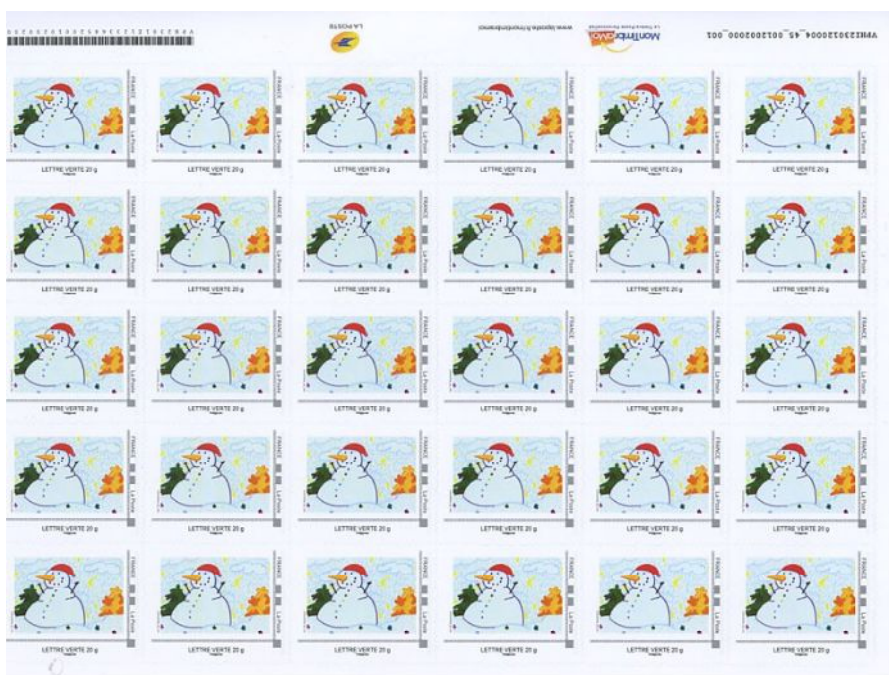 LA POSTE
www.laposte.fr/montimbramoi
MonTimbraMoi
Le Timbre Poste Personnalisé
FRANCE La Poste FRANCE La Poste FRANCE La Poste FRANCE La Poste FRANCE La Poste FRANCE La Poste
LETTRE VERTE 20 g LETTRE VERTE 20 g LETTRE VERTE 20 g LETTRE VERTE 20 g LETTRE VERTE 20 g LETTRE VERTE 20 g
FRANCE La Poste FRANCE La Poste FRANCE La Poste FRANCE La Poste FRANCE La Poste FRANCE La Poste
LETTRE VERTE 20 g LETTRE VERTE 20 g LETTRE VERTE 20 g LETTRE VERTE 20 g LETTRE VERTE 20 g LETTRE VERTE 20 g
FRANCE La Poste FRANCE La Poste FRANCE La Poste FRANCE La Poste FRANCE La Poste FRANCE La Poste
LETTRE VERTE 20 g LETTRE VERTE 20 g LETTRE VERTE 20 g LETTRE VERTE 20 g LETTRE VERTE 20 g LETTRE VERTE 20 g
FRANCE La Poste FRANCE La Poste FRANCE La Poste FRANCE La Poste FRANCE La Poste FRANCE La Poste
LETTRE VERTE 20 g LETTRE VERTE 20 g LETTRE VERTE 20 g LETTRE VERTE 20 g LETTRE VERTE 20 g LETTRE VERTE 20 g
FRANCE La Poste FRANCE La Poste FRANCE La Poste FRANCE La Poste FRANCE La Poste FRANCE La Poste
LETTRE VERTE 20 g LETTRE VERTE 20 g LETTRE VERTE 20 g LETTRE VERTE 20 g LETTRE VERTE 20 g LETTRE VERTE 20 g